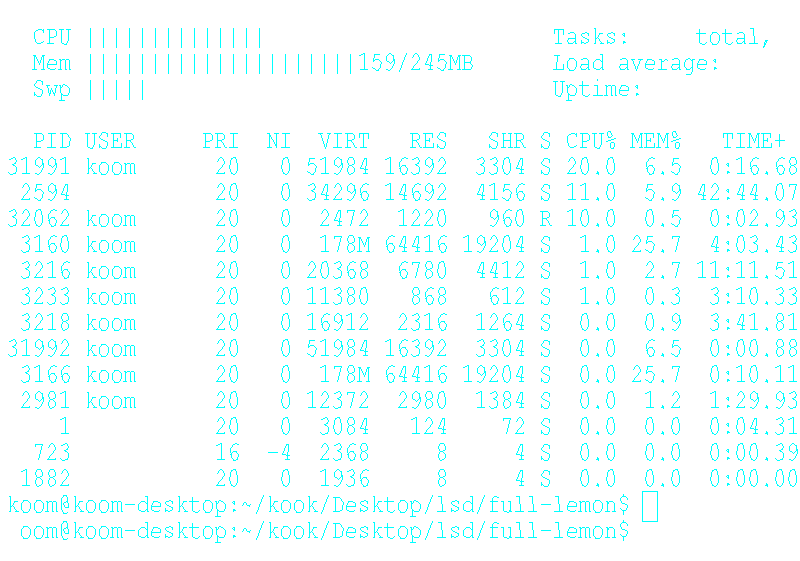 CPU ||||||||||||||                       Tasks:     total,
Mem |||||||||||||||||||||159/245MB      Load average:
Swp |||||                                Uptime:
PID USER     PRI  NI  VIRT   RES   SHR S CPU% MEM%   TIME+
31991 koom      20   0 51984 16392  3304 S 20.0  6.5  0:16.68
2594           20   0 34296 14692  4156 S 11.0  5.9 42:44.07
32062 koom      20   0  2472  1220   960 R 10.0  0.5  0:02.93
3160 koom      20   0  178M 64416 19204 S  1.0 25.7  4:03.43
3216 koom      20   0 20368  6780  4412 S  1.0  2.7 11:11.51
3233 koom      20   0 11380   868   612 S  1.0  0.3  3:10.33
3218 koom      20   0 16912  2316  1264 S  0.0  0.9  3:41.81
31992 koom      20   0 51984 16392  3304 S  0.0  6.5  0:00.88
3166 koom      20   0  178M 64416 19204 S  0.0 25.7  0:10.11
2981 koom      20   0 12372  2980  1384 S  0.0  1.2  1:29.93
1           20   0  3084   124    72 S  0.0  0.0  0:04.31
723           16  -4  2368     8     4 S  0.0  0.0  0:00.39
1882           20   0  1936     8     4 S  0.0  0.0  0:00.00
koom@koom-desktop:~/kook/Desktop/lsd/full-lemon$
oom@koom-desktop:~/kook/Desktop/lsd/full-lemon$